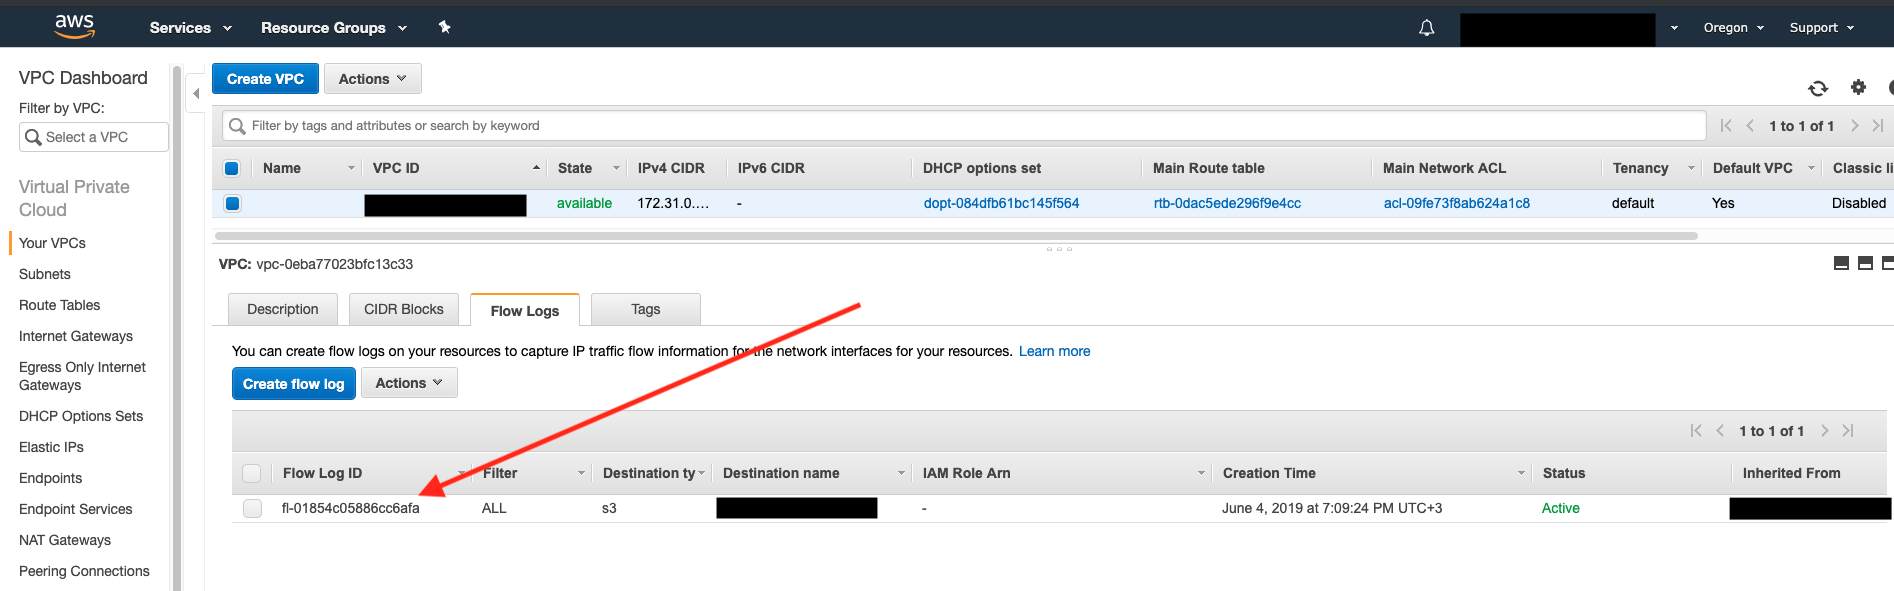 aws Services Resource Groups Oregon Support
VPC Dashboard
Filter by VPC:
Select a VPC
Virtual Private
Cloud
Your VPCs
Subnets
Route Tables
Internet Gateways
Egress Only Internet
Gateways
DHCP Options Sets
Elastic IPs
Endpoints
Endpoint Services
NAT Gateways
Peering Connections
Create VPC Actions
Filter by tags and attributes or search by keyword 1 to 1 of 1
Name VPC ID State IPv4 CIDR IPv6 CIDR DHCP options set Main Route table Main Network ACL Tenancy Default VPC Classic li
available 172.31.0.... - dopt-084dfb61bc145f564 rtb-0dac5ede296f9e4cc acl-09fe73f8ab624a1c8 default Yes Disabled
VPC: vpc-0eba77023bfc13c33
Description CIDR Blocks Flow Logs Tags
You can create flow logs on your resources to capture IP traffic flow information for the network interfaces for your resources. Learn more
Create flow log Actions
1 to 1 of 1
Flow Log ID Filter Destination ty Destination name IAM Role Arn Creation Time Status Inherited From
fl-01854c05886cc6afa ALL s3 - June 4, 2019 at 7:09:24 PM UTC+3 Active